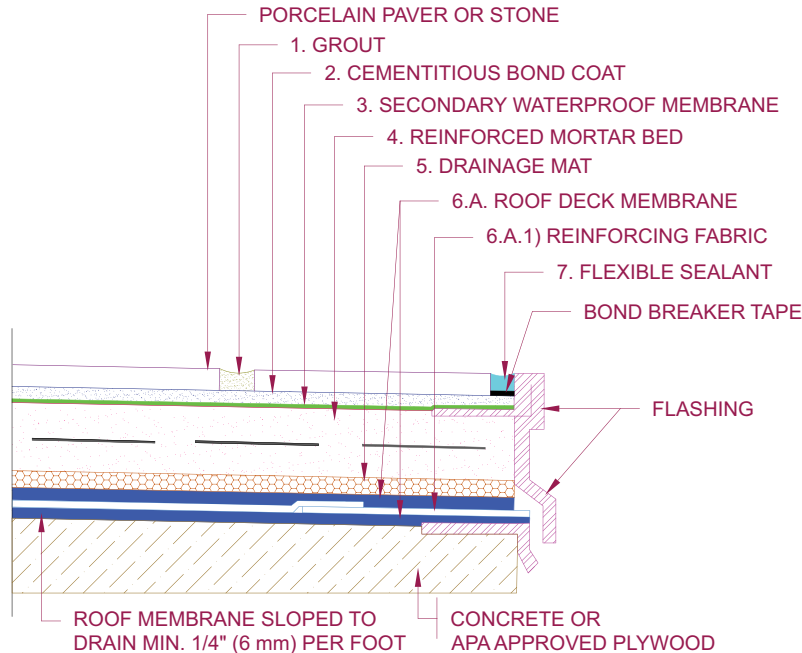 PORCELAIN PAVER OR STONE
1. GROUT
2. CEMENTITIOUS BOND COAT
3. SECONDARY WATERPROOF MEMBRANE
4. REINFORCED MORTAR BED
5. DRAINAGE MAT
6.A. ROOF DECK MEMBRANE
6.A.1) REINFORCING FABRIC
7. FLEXIBLE SEALANT
BOND BREAKER TAPE
FLASHING
ROOF MEMBRANE SLOPED TO
DRAIN MIN. 1/4" (6 mm) PER FOOT
CONCRETE OR
APA APPROVED PLYWOOD